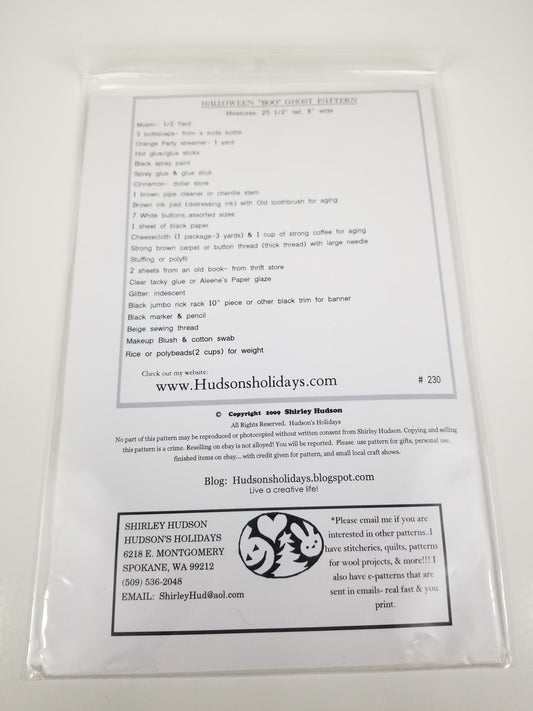 HALLOWEEN "BOO" GHOST PATTERN
Measures: 25 1/2" tall, 8" wide
Muslin- 1/2 Yard
3 bottlecaps- from a soda bottle
Orange Party streamer- 1 yard
Hot glue/glue sticks
Black spray paint
Spray glue & glue stick
Cinnamon- dollar store
1 brown pipe cleaner or chenille stem
Brown ink pad (distressing ink) with Old toothbrush for aging
7 White buttons assorted sizes
1 sheet of black paper
Cheesecloth (1 package-3 yards) & 1 cup of strong coffee for aging
Strong brown carpet or button thread (thick thread) with large needle
Stuffing or polyfil
2 sheets from an old book- from thrift store
Clear tacky glue or Aleene's Paper glaze
Glitter: iridescent
Black jumbo rick rack 10" piece or other black trim for banner
Black marker & pencil
Beige sewing thread
Makeup Blush & cotton swab
Rice or polybeads(2 cups) for weight
Check out my website:
www.Hudsonsholidays.com # 230
© Copyright 2009 Shirley Hudson
All Rights Reserved. Hudson's Holidays
No part of this pattern may be reproduced or photocopied without written consent from Shirley Hudson. Copying and selling
this pattern is a crime. Reselling on ebay is not alloyed! You will be reported. Please use pattern for gifts, personal use,
finished items on ebay... with credit given for pattern, and small local craft shows.
Blog: Hudsonsholidays.blogspot.com
Live a creative life!
SHIRLEY HUDSON
HUDSON'S HOLIDAYS
6218 E. MONTGOMERY
SPOKANE, WA 99212
(509) 536-2048
EMAIL: ShirleyHud@aol.com
*Please email me if you are
interested in other patterns..I
have stitcheries, quilts, patterns
for wool projects, & more!!! I
also have e-patterns that are
sent in emails- real fast & you
print.